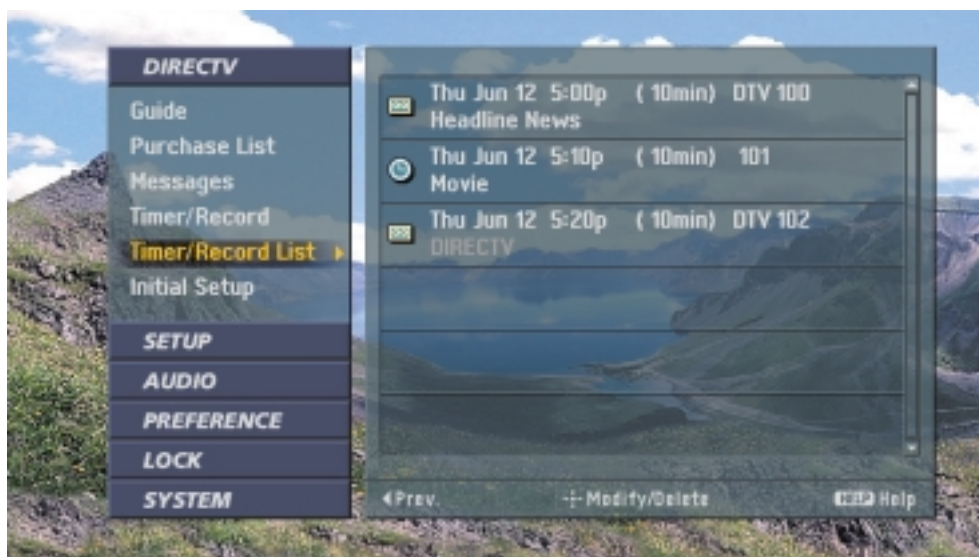 DIRECTV
Guide
Purchase List
Messages
Timer/Record
Timer/Record List
Initial Setup
SETUP
AUDIO
PREFERENCE
LOCK
SYSTEM
Thu Jun 12 5:00p ( 10min) DTV 100
Headline News
Thu Jun 12 5:10p ( 10min) 101
Movie
Thu Jun 12 5:20p ( 10min) DTV 102
DIRECTV
Prev.
Modify/Delete
HELP Help